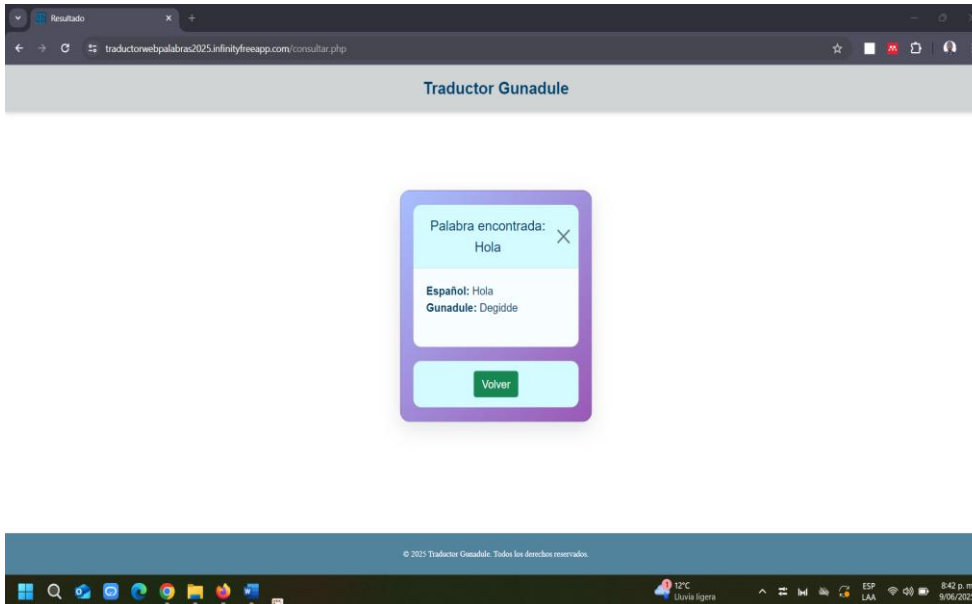 Resultado
traductorwebpalabras2025.infinityfreeapp.com/consultar.php
Traductor Gunadule
Palabra encontrada:
Hola
Español: Hola
Gunadule: Degidde
Volver
© 2025 Traductor Gunadule. Todos los derechos reservados.
12°C
Lluvia ligera
ESP
LAA
8:42 p. m
9/06/202